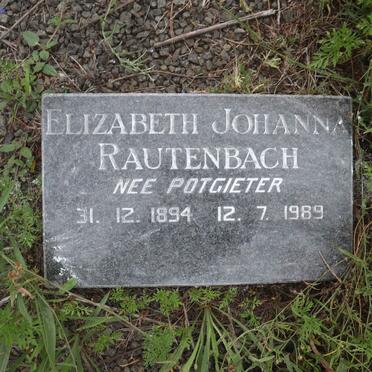 ELIZABETH JOHANNA
RAUTENBACH
NEE POTGIETER
31. 12. 1894 12. 7. 1989